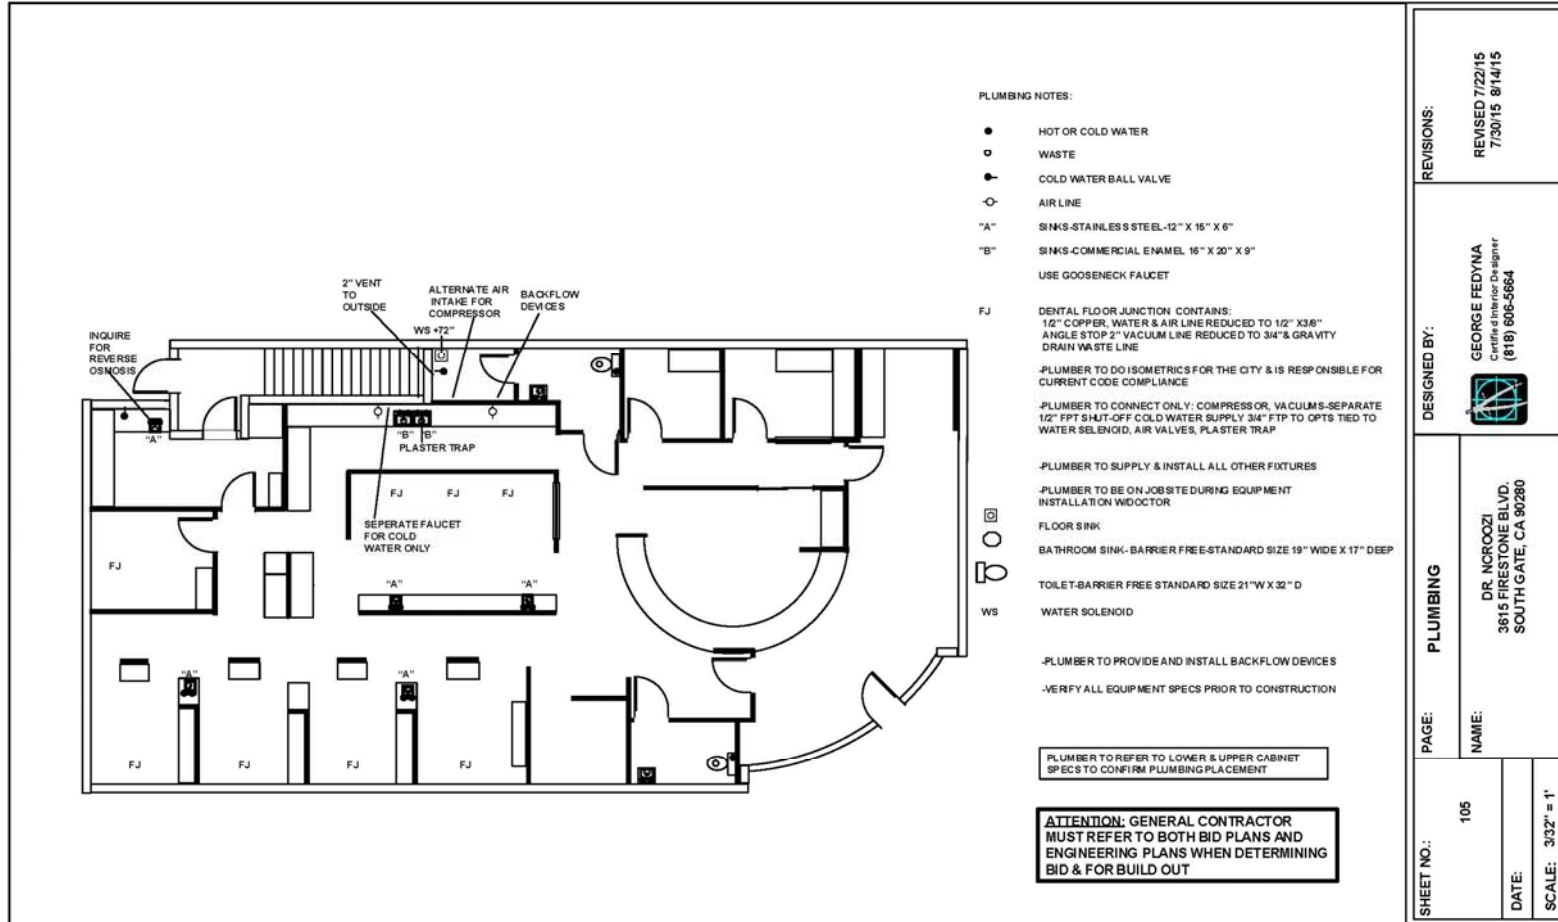 PLUMBING NOTES:
HOT OR COLD WATER
WASTE
COLD WATER BALL VALVE
AIR LINE
"A" SINKS-STAINLESS STEEL-12" X 15" X 6"
"B" SINKS-COMMERCIAL ENAMEL 16" X 20" X 9"
USE GOOSENECK FAUCET
FJ DENTAL FLOOR JUNCTION CONTAINS:
1/2" COPPER, WATER & AIR LINE REDUCED TO 1/2" X3/8"
ANGLE STOP 2" VACUUM LINE REDUCED TO 3/4"& GRAVITY
DRAIN WASTE LINE
-PLUMBER TO DO ISOMETRICS FOR THE CITY & IS RESPONSIBLE FOR
CURRENT CODE COMPLIANCE
-PLUMBER TO CONNECT ONLY: COMPRESSOR, VACUUMS-SEPARATE
1/2" FPT SHUT-OFF COLD WATER SUPPLY 3/4" FTP TO OPTS TIED TO
WATER SELENOID, AIR VALVES, PLASTER TRAP
-PLUMBER TO SUPPLY & INSTALL ALL OTHER FIXTURES
-PLUMBER TO BE ON JOBSITE DURING EQUIPMENT
INSTALLATION W/DOCTOR
FLOOR SINK
BATHROOM SINK- BARRIER FREE-STANDARD SIZE 19" WIDE X 17" DEEP
TOILET-BARRIER FREE STANDARD SIZE 21"W X 32" D
WS WATER SOLENOID
-PLUMBER TO PROVIDE AND INSTALL BACKFLOW DEVICES
-VERIFY ALL EQUIPMENT SPECS PRIOR TO CONSTRUCTION
PLUMBER TO REFER TO LOWER & UPPER CABINET
SPECS TO CONFIRM PLUMBING PLACEMENT
ATTENTION: GENERAL CONTRACTOR
MUST REFER TO BOTH BID PLANS AND
ENGINEERING PLANS WHEN DETERMINING
BID & FOR BUILD OUT
2" VENT
TO
OUTSIDE
ALTERNATE AIR
INTAKE FOR
COMPRESSOR
BACKFLOW
DEVICES
WS +72"
INQUIRE
FOR
REVERSE
OSMOSIS
"A"
"B" "B"
PLASTER TRAP
FJ FJ FJ
SEPERATE FAUCET
FOR COLD
WATER ONLY
FJ
"A" "A"
"A" "A"
FJ FJ FJ FJ
REVISIONS:
REVISED 7/22/15
7/30/15 8/14/15
DESIGNED BY:
GEORGE FEDYNA
Certified Interior Designer
(818) 606-5664
PAGE: PLUMBING
NAME:
DR. NOROOZI
3615 FIRESTONE BLVD.
SOUTH GATE, CA 90280
SHEET NO.: 105
DATE:
SCALE: 3/32" = 1'